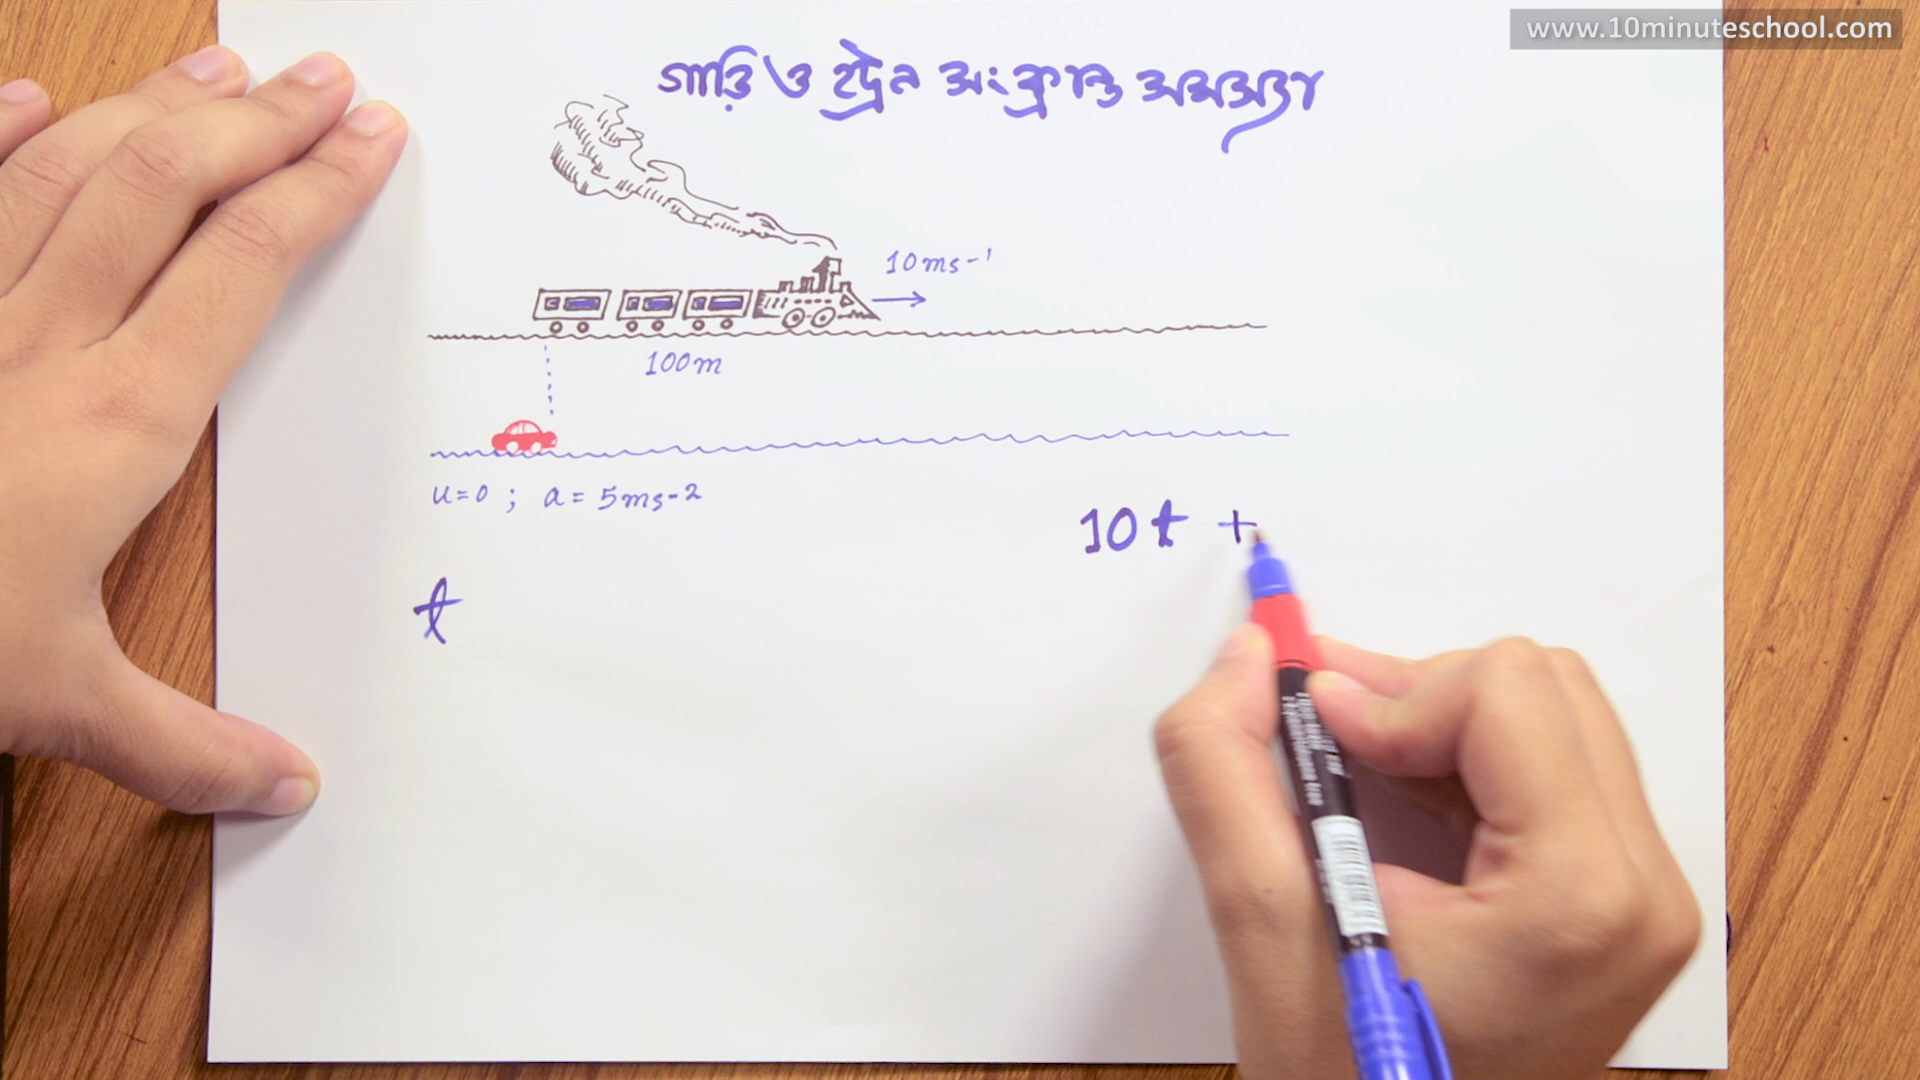 www.10minuteschool.com
গাড়ি ও ট্রেন সংক্রান্ত সমস্যা
10ms-1
100m
u=0 ; a = 5ms-2
10t +
t